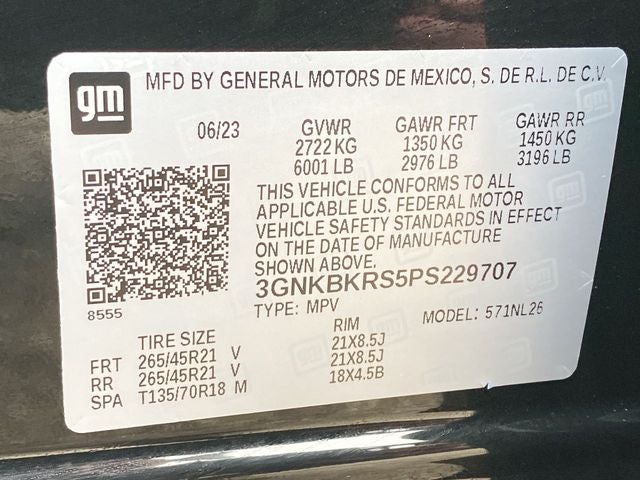 gm MFD BY GENERAL MOTORS DE MEXICO, S. DE R.L. DE C.V.
06/23 GVWR GAWR FRT GAWR RR
2722 KG 1350 KG 1450 KG
6001 LB 2976 LB 3196 LB
THIS VEHICLE CONFORMS TO ALL
APPLICABLE U.S. FEDERAL MOTOR
VEHICLE SAFETY STANDARDS IN EFFECT
ON THE DATE OF MANUFACTURE
SHOWN ABOVE.
3GNKBKRS5PS229707
8555 TYPE: MPV MODEL: 571NL26
TIRE SIZE RIM
FRT 265/45R21 V 21X8.5J
RR 265/45R21 V 21X8.5J
SPA T135/70R18 M 18X4.5B